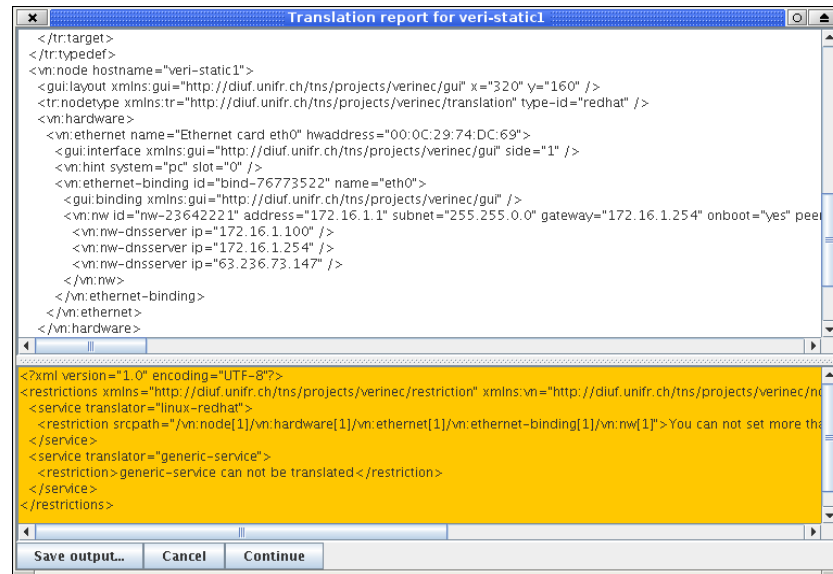 Translation report for veri-static1
</tr:target>
</tr:typedef>
<vn:node hostname="veri-static1">
<gui:layout xmlns:gui="http://diuf.unifr.ch/tns/projects/verinec/gui" x="320" y="160" />
<tr:nodetype xmlns:tr="http://diuf.unifr.ch/tns/projects/verinec/translation" type-id="redhat" />
<vn:hardware>
<vn:ethernet name="Ethernet card eth0" hwaddress="00:0C:29:74:DC:69">
<gui:interface xmlns:gui="http://diuf.unifr.ch/tns/projects/verinec/gui" side="1" />
<vn:hint system="pc" slot="0" />
<vn:ethernet-binding id="bind-76773522" name="eth0">
<gui:binding xmlns:gui="http://diuf.unifr.ch/tns/projects/verinec/gui" />
<vn:nw id="nw-23642221" address="172.16.1.1" subnet="255.255.0.0" gateway="172.16.1.254" onboot="yes" peer
<vn:nw-dnsserver ip="172.16.1.100" />
<vn:nw-dnsserver ip="172.16.1.254" />
<vn:nw-dnsserver ip="63.236.73.147" />
</vn:nw>
</vn:ethernet-binding>
</vn:ethernet>
</vn:hardware>
<?xml version="1.0" encoding="UTF-8"?>
<restrictions xmlns="http://diuf.unifr.ch/tns/projects/verinec/restriction" xmlns:vn="http://diuf.unifr.ch/tns/projects/verinec/no
<service translator="linux-redhat">
<restriction srcpath="/vn:node[1]/vn:hardware[1]/vn:ethernet[1]/vn:ethernet-binding[1]/vn:nw[1]">You can not set more tha
</service>
<service translator="generic-service">
<restriction>generic-service can not be translated</restriction>
</service>
</restrictions>
Save output... Cancel Continue